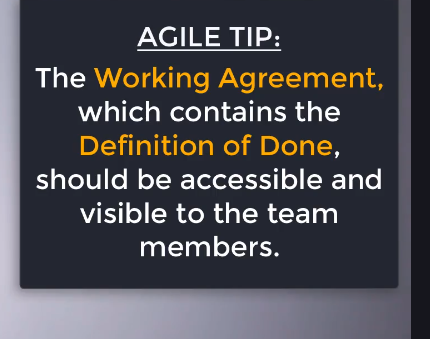 AGILE TIP:
The Working Agreement,
which contains the
Definition of Done,
should be accessible and
visible to the team
members.